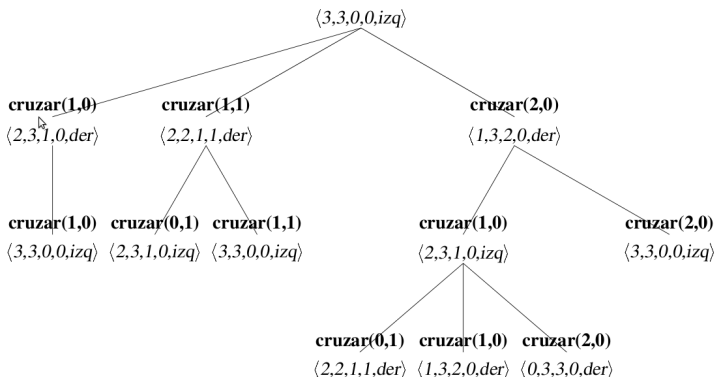 ⟨3,3,0,0,izq⟩
cruzar(1,0) cruzar(1,1) cruzar(2,0)
⟨2,3,1,0,der⟩ ⟨2,2,1,1,der⟩ ⟨1,3,2,0,der⟩
cruzar(1,0) cruzar(0,1) cruzar(1,1) cruzar(1,0) cruzar(2,0)
⟨3,3,0,0,izq⟩ ⟨2,3,1,0,izq⟩ ⟨3,3,0,0,izq⟩ ⟨2,3,1,0,izq⟩ ⟨3,3,0,0,izq⟩
cruzar(0,1) cruzar(1,0) cruzar(2,0)
⟨2,2,1,1,der⟩ ⟨1,3,2,0,der⟩ ⟨0,3,3,0,der⟩